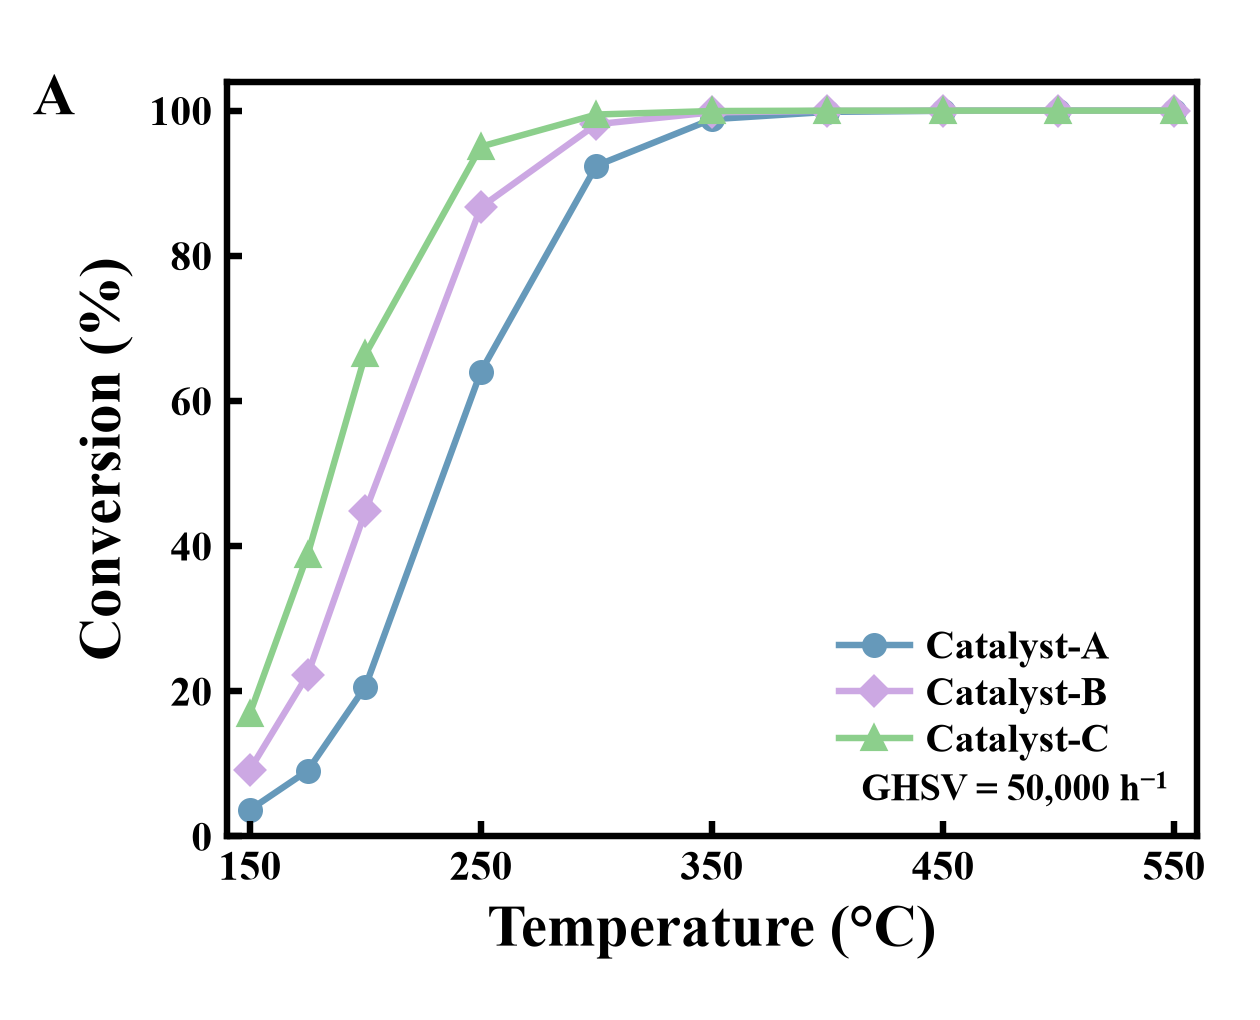 A
100
80
60
40
20
0
Conversion (%)
Catalyst-A
Catalyst-B
Catalyst-C
GHSV = 50,000 h⁻¹
150 250 350 450 550
Temperature (°C)